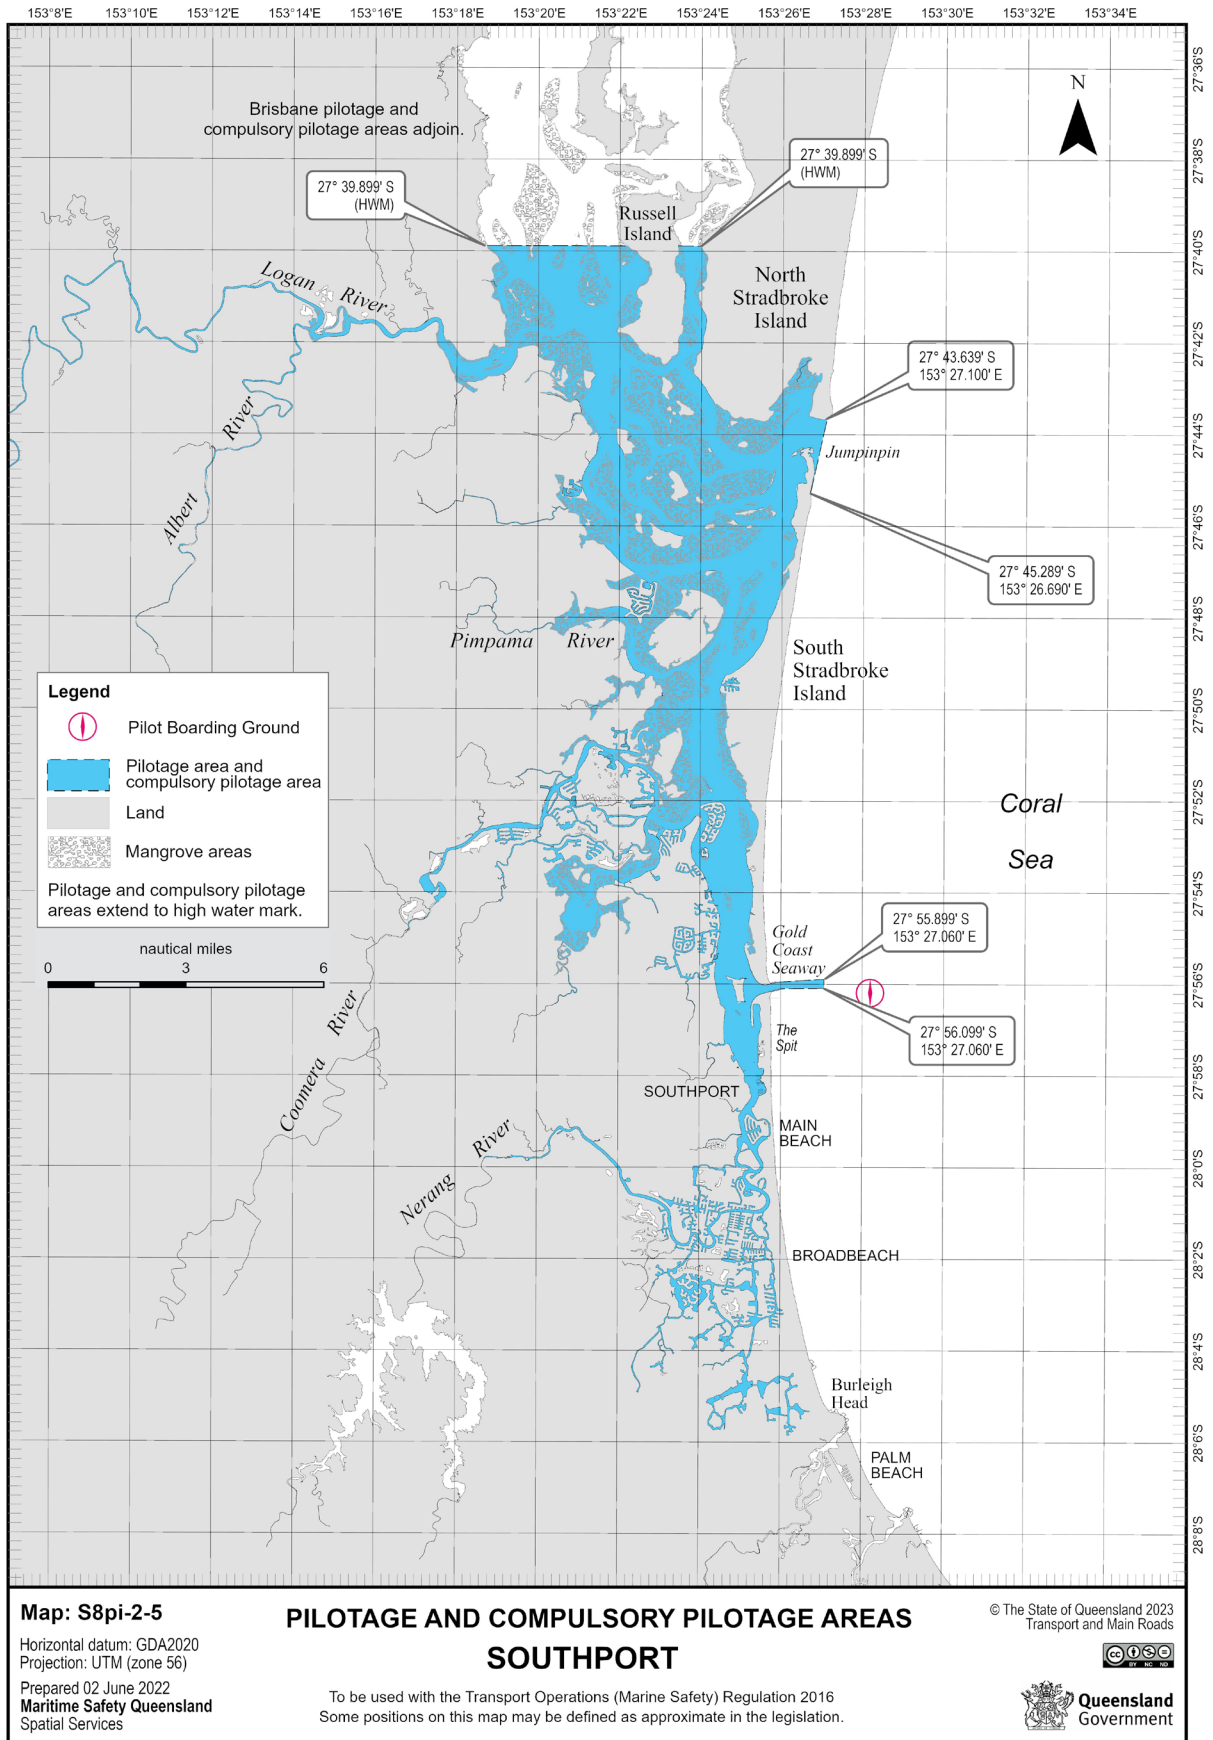 153°8'E 153°10'E 153°12'E 153°14'E 153°16'E 153°18'E 153°20'E 153°22'E 153°24'E 153°26'E 153°28'E 153°30'E 153°32'E 153°34'E
27°36'S
27°38'S
27°40'S
27°42'S
27°44'S
27°46'S
27°48'S
27°50'S
27°52'S
27°54'S
27°56'S
27°58'S
28°0'S
28°2'S
28°4'S
28°6'S
28°8'S
N
Brisbane pilotage and
compulsory pilotage areas adjoin.
27° 39.899' S
(HWM)
27° 39.899' S
(HWM)
Russell
Island
North
Stradbroke
Island
Logan River
27° 43.639' S
153° 27.100' E
Albert River
Jumpinpin
27° 45.289' S
153° 26.690' E
Pimpama River
South
Stradbroke
Island
Legend
Pilot Boarding Ground
Pilotage area and
compulsory pilotage area
Land
Mangrove areas
Pilotage and compulsory pilotage
areas extend to high water mark.
nautical miles
0 3 6
Coral
Sea
27° 55.899' S
153° 27.060' E
Gold
Coast
Seaway
27° 56.099' S
153° 27.060' E
The
Spit
Coomera River
SOUTHPORT
MAIN
BEACH
Nerang River
BROADBEACH
Burleigh
Head
PALM
BEACH
Map: S8pi-2-5
Horizontal datum: GDA2020
Projection: UTM (zone 56)
Prepared 02 June 2022
Maritime Safety Queensland
Spatial Services
PILOTAGE AND COMPULSORY PILOTAGE AREAS
SOUTHPORT
To be used with the Transport Operations (Marine Safety) Regulation 2016
Some positions on this map may be defined as approximate in the legislation.
© The State of Queensland 2023
Transport and Main Roads
cc
BY NC ND
Queensland
Government